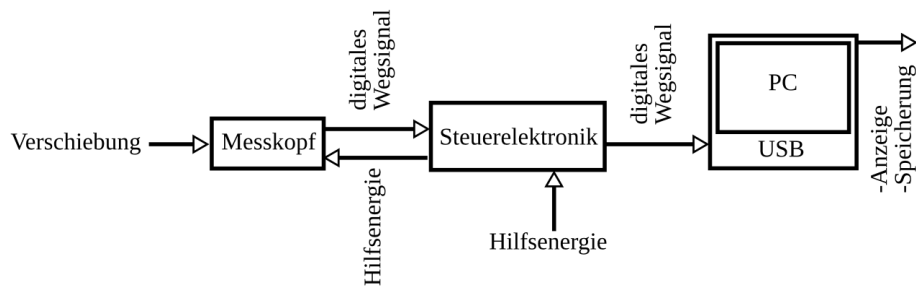 Verschiebung
Messkopf
digitales
Wegsignal
Hilfsenergie
Steuerelektronik
Hilfsenergie
digitales
Wegsignal
PC
USB
-Anzeige
-Speicherung